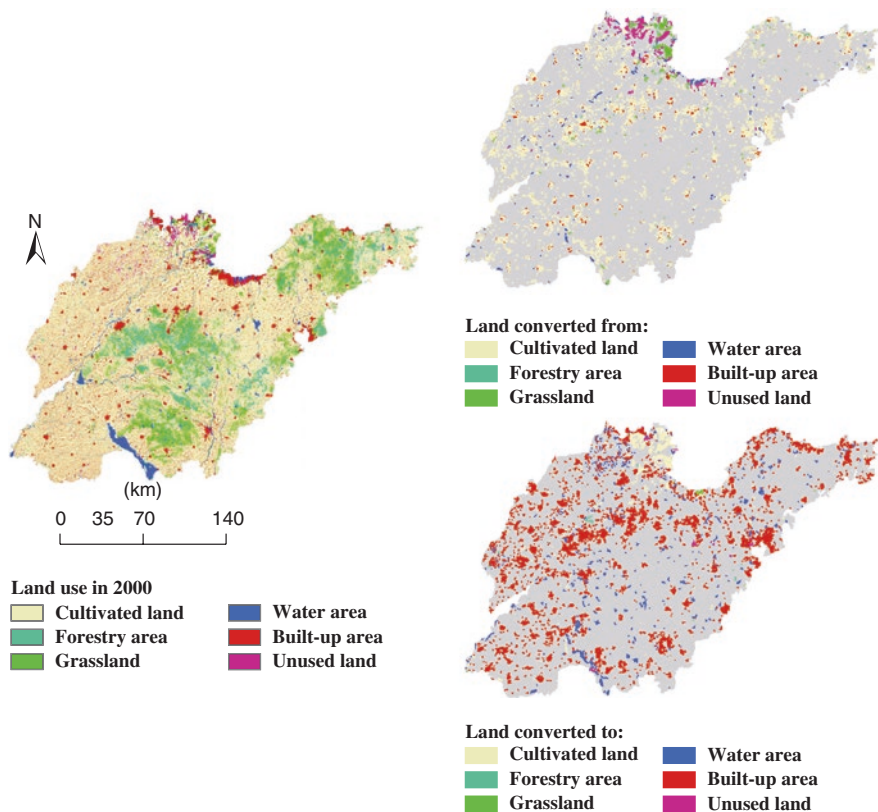 N
(km)
0 35 70 140
Land use in 2000
Cultivated land Water area
Forestry area Built-up area
Grassland Unused land
Land converted from:
Cultivated land Water area
Forestry area Built-up area
Grassland Unused land
Land converted to:
Cultivated land Water area
Forestry area Built-up area
Grassland Unused land